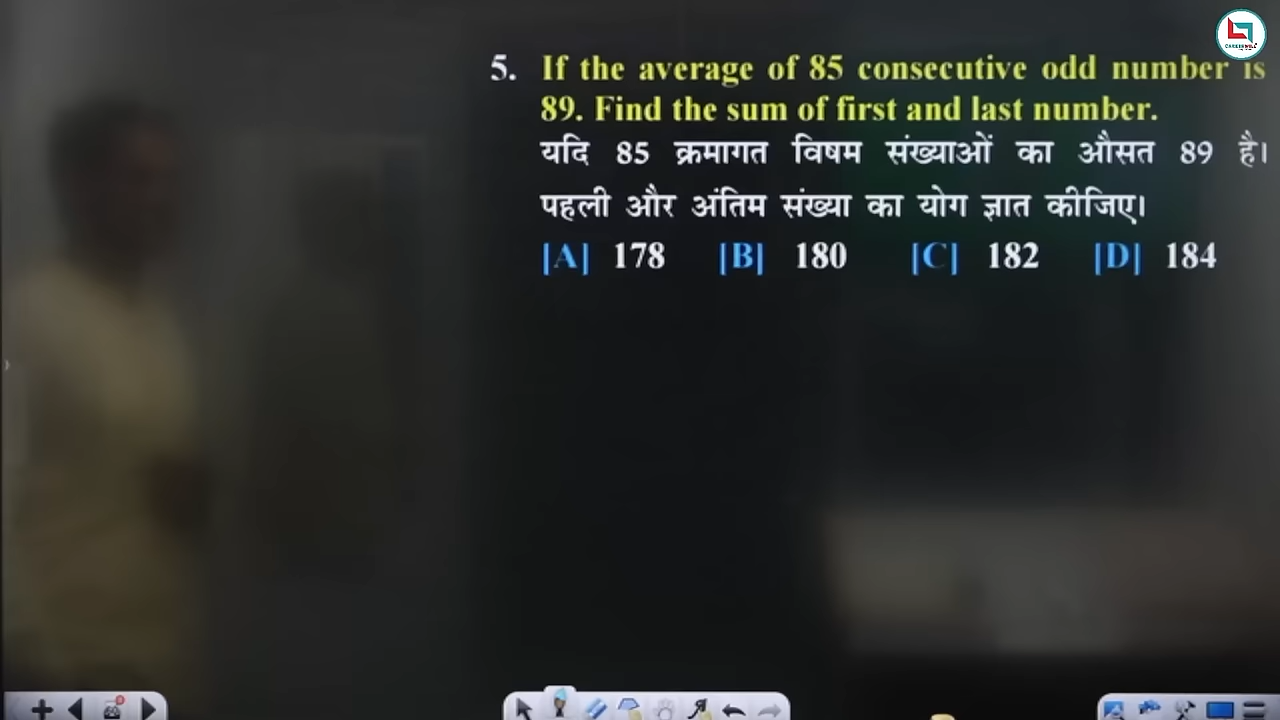 5. If the average of 85 consecutive odd number is
89. Find the sum of first and last number.
यदि 85 क्रमागत विषम संख्याओं का औसत 89 है।
पहली और अंतिम संख्या का योग ज्ञात कीजिए।
[A] 178 [B] 180 [C] 182 [D] 184